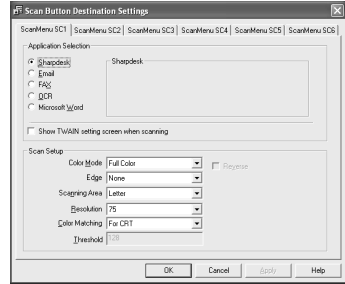 Scan Button Destination Settings
ScanMenu SC1 ScanMenu SC2 ScanMenu SC3 ScanMenu SC4 ScanMenu SC5 ScanMenu SC6
Application Selection
Sharpdesk
Email
FAX
OCR
Microsoft Word
Sharpdesk
Show TWAIN setting screen when scanning
Scan Setup
Color Mode Full Color Reverse
Edge None
Scanning Area Letter
Resolution 75
Color Matching For CRT
Threshold 128
OK Cancel Apply Help